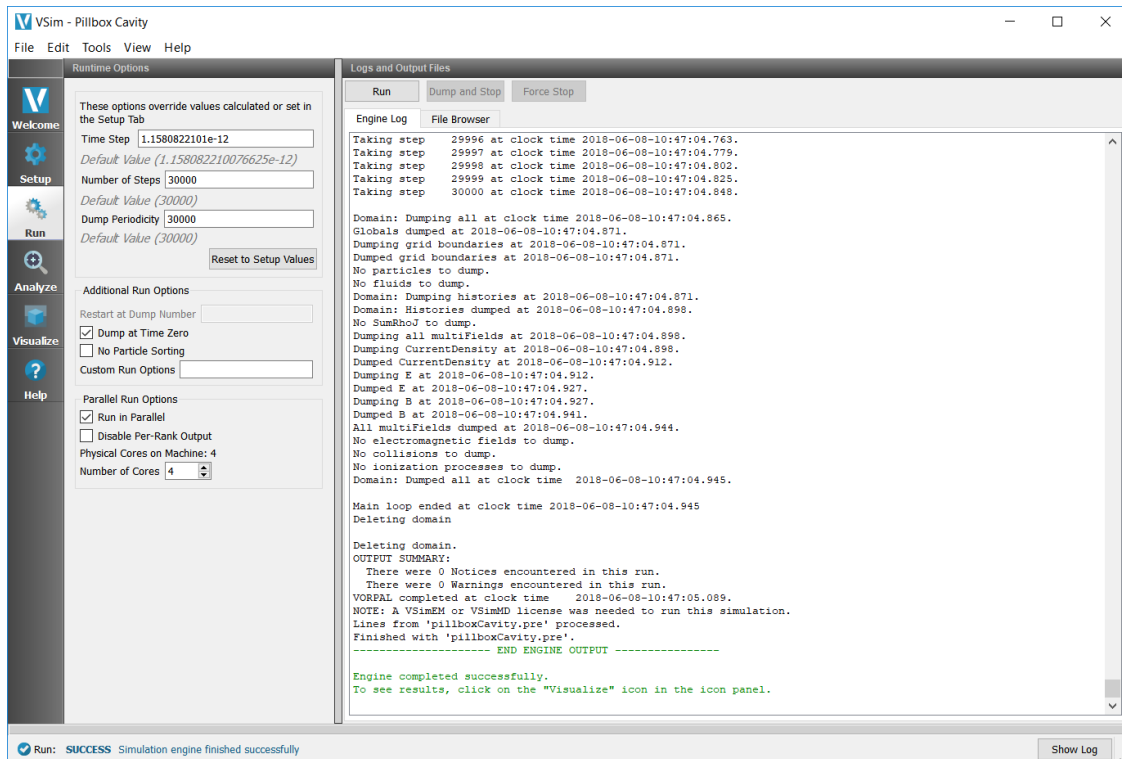 VSim - Pillbox Cavity
File Edit Tools View Help
Welcome
Setup
Run
Analyze
Visualize
Help
Runtime Options
These options override values calculated or set in
the Setup Tab
Time Step 1.1580822101e-12
Default Value (1.158082210076625e-12)
Number of Steps 30000
Default Value (30000)
Dump Periodicity 30000
Default Value (30000)
Reset to Setup Values
Additional Run Options
Restart at Dump Number
Dump at Time Zero
No Particle Sorting
Custom Run Options
Parallel Run Options
Run in Parallel
Disable Per-Rank Output
Physical Cores on Machine: 4
Number of Cores 4
Logs and Output Files
Run Dump and Stop Force Stop
Engine Log File Browser
Taking step 29996 at clock time 2018-06-08-10:47:04.763.
Taking step 29997 at clock time 2018-06-08-10:47:04.779.
Taking step 29998 at clock time 2018-06-08-10:47:04.802.
Taking step 29999 at clock time 2018-06-08-10:47:04.825.
Taking step 30000 at clock time 2018-06-08-10:47:04.848.
Domain: Dumping all at clock time 2018-06-08-10:47:04.865.
Globals dumped at 2018-06-08-10:47:04.871.
Dumping grid boundaries at 2018-06-08-10:47:04.871.
Dumped grid boundaries at 2018-06-08-10:47:04.871.
No particles to dump.
No fluids to dump.
Domain: Dumping histories at 2018-06-08-10:47:04.871.
Domain: Histories dumped at 2018-06-08-10:47:04.898.
No SumRhoJ to dump.
Dumping all multiFields at 2018-06-08-10:47:04.898.
Dumping CurrentDensity at 2018-06-08-10:47:04.898.
Dumped CurrentDensity at 2018-06-08-10:47:04.912.
Dumping E at 2018-06-08-10:47:04.912.
Dumped E at 2018-06-08-10:47:04.927.
Dumping B at 2018-06-08-10:47:04.927.
Dumped B at 2018-06-08-10:47:04.941.
All multiFields dumped at 2018-06-08-10:47:04.944.
No electromagnetic fields to dump.
No collisions to dump.
No ionization processes to dump.
Domain: Dumped all at clock time 2018-06-08-10:47:04.945.
Main loop ended at clock time 2018-06-08-10:47:04.945
Deleting domain
Deleting domain.
OUTPUT SUMMARY:
There were 0 Notices encountered in this run.
There were 0 Warnings encountered in this run.
VORPAL completed at clock time 2018-06-08-10:47:05.089.
NOTE: A VSimEM or VSimMD license was needed to run this simulation.
Lines from 'pillboxCavity.pre' processed.
Finished with 'pillboxCavity.pre'.
--------------------- END ENGINE OUTPUT ----------------
Engine completed successfully.
To see results, click on the "Visualize" icon in the icon panel.
Run: SUCCESS Simulation engine finished successfully
Show Log